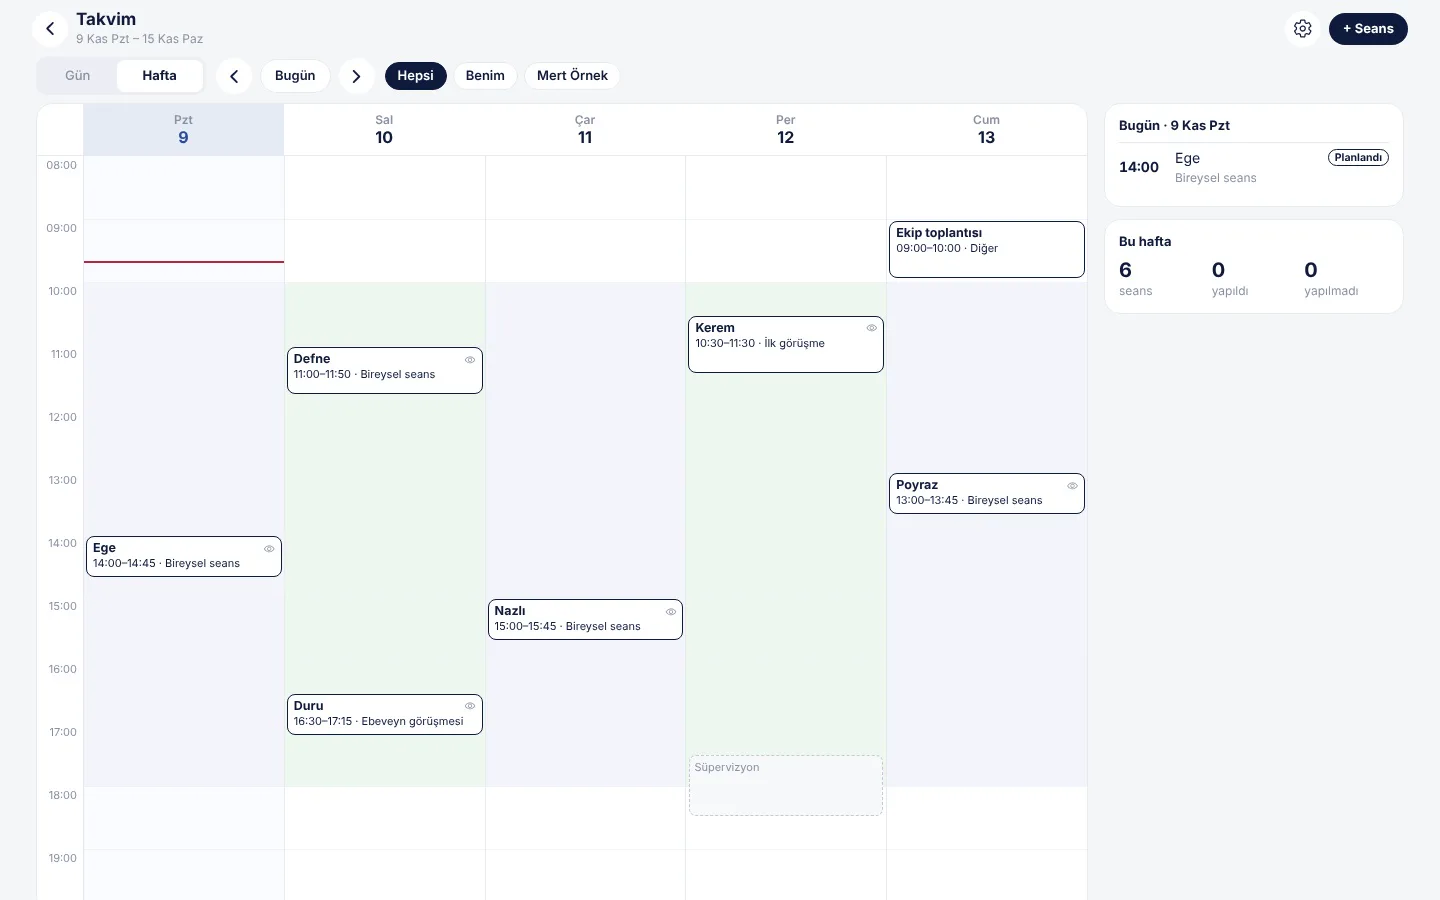 Takvim
9 Kas Pzt – 15 Kas Paz
+ Seans
Gün
Hafta
Bugün
Hepsi
Benim
Mert Örnek
Pzt
9
Sal
10
Çar
11
Per
12
Cum
13
08:00
09:00
10:00
11:00
12:00
13:00
14:00
15:00
16:00
17:00
18:00
19:00
Ege
14:00–14:45 · Bireysel seans
Defne
11:00–11:50 · Bireysel seans
Duru
16:30–17:15 · Ebeveyn görüşmesi
Nazlı
15:00–15:45 · Bireysel seans
Kerem
10:30–11:30 · İlk görüşme
Süpervizyon
Ekip toplantısı
09:00–10:00 · Diğer
Poyraz
13:00–13:45 · Bireysel seans
Bugün · 9 Kas Pzt
14:00
Ege
Planlandı
Bireysel seans
Bu hafta
6
seans
0
yapıldı
0
yapılmadı